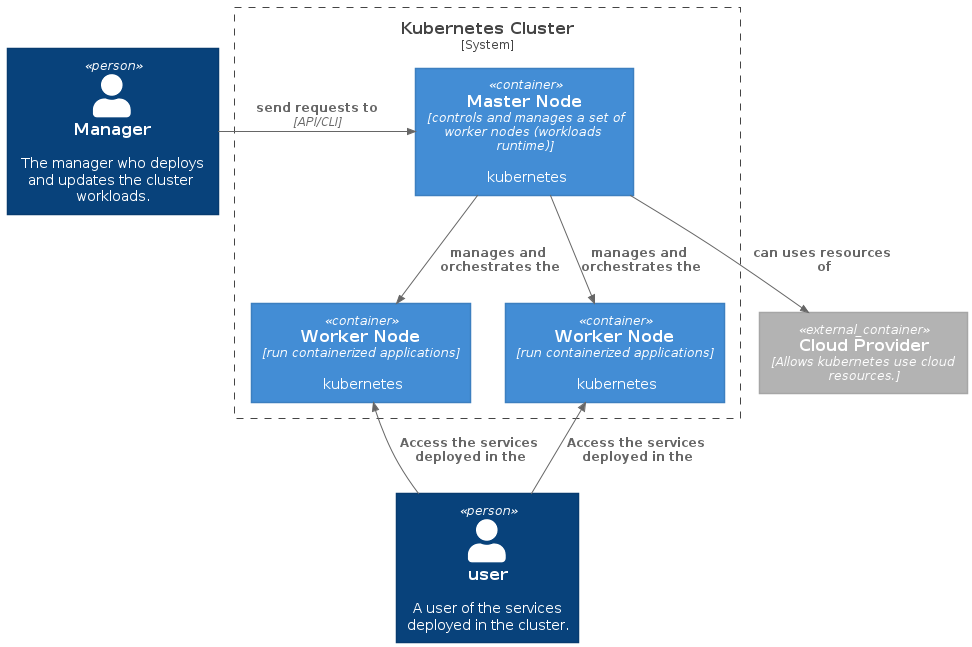 Kubernetes Cluster
[System]
«person»
Manager
The manager who deploys
and updates the cluster
workloads.
send requests to
[API/CLI]
«container»
Master Node
[controls and manages a set of
worker nodes (workloads
runtime)]
kubernetes
manages and
orchestrates the
manages and
orchestrates the
can uses resources
of
«container»
Worker Node
[run containerized applications]
kubernetes
«container»
Worker Node
[run containerized applications]
kubernetes
«external_container»
Cloud Provider
[Allows kubernetes use cloud
resources.]
Access the services
deployed in the
Access the services
deployed in the
«person»
user
A user of the services
deployed in the cluster.